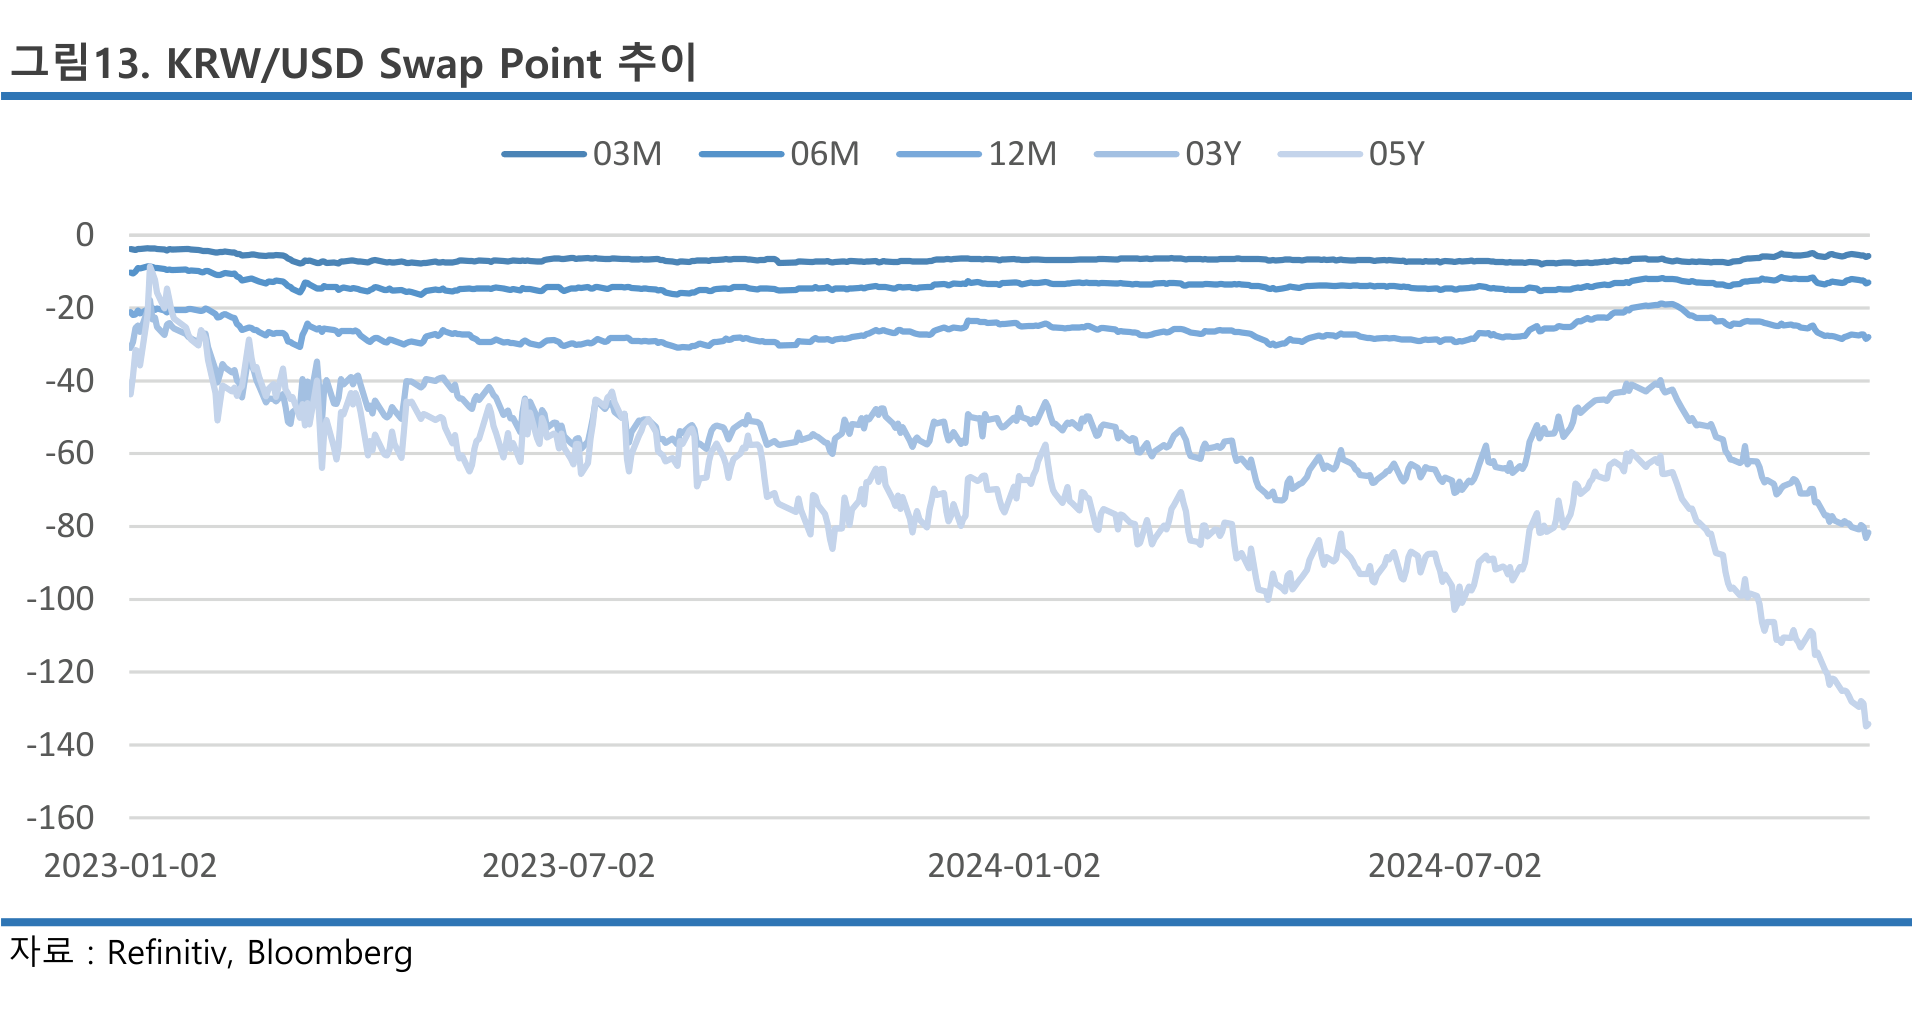 그림13. KRW/USD Swap Point 추이
03M 06M 12M 03Y 05Y
0
-20
-40
-60
-80
-100
-120
-140
-160
2023-01-02 2023-07-02 2024-01-02 2024-07-02
자료 : Refinitiv, Bloomberg